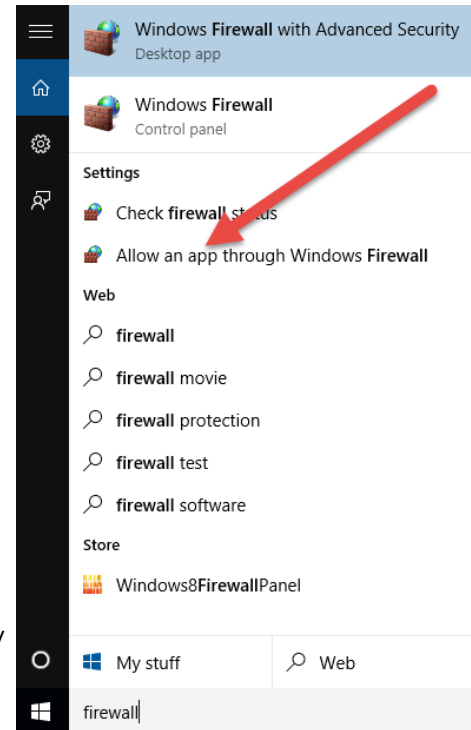 Windows Firewall with Advanced Security
Desktop app
Windows Firewall
Control panel
Settings
Check firewall status
Allow an app through Windows Firewall
Web
firewall
firewall movie
firewall protection
firewall test
firewall software
Store
Windows8FirewallPanel
y
My stuff
Web
firewall